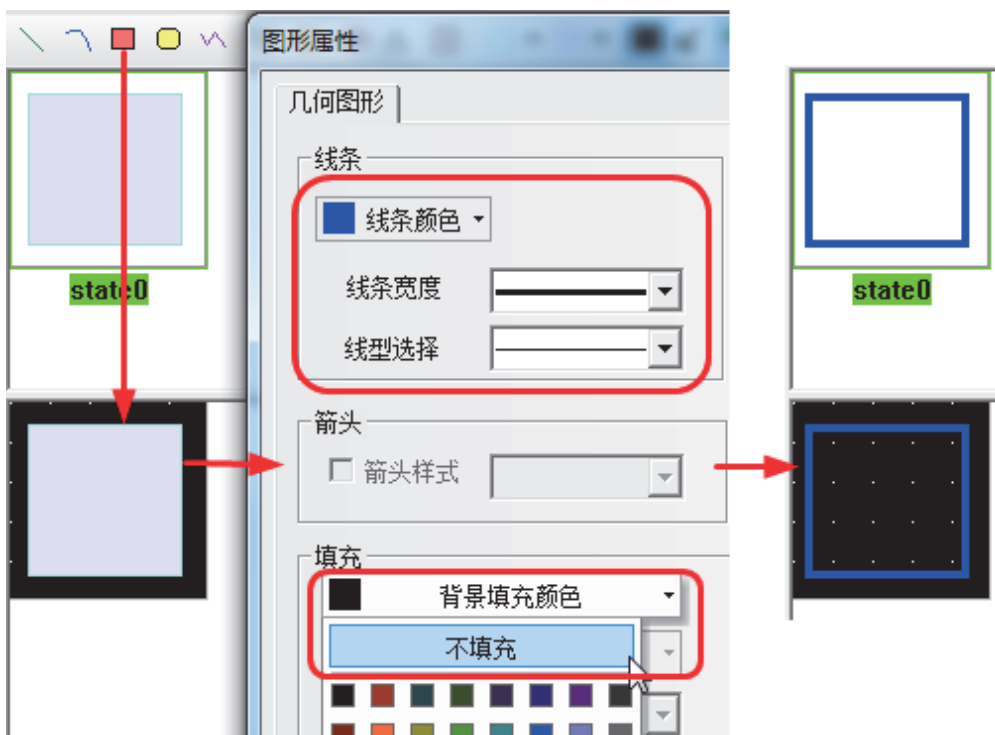 图形属性
几何图形
线条
线条颜色
线条宽度
线型选择
state0
state0
箭头
箭头样式
填充
背景填充颜色
不填充